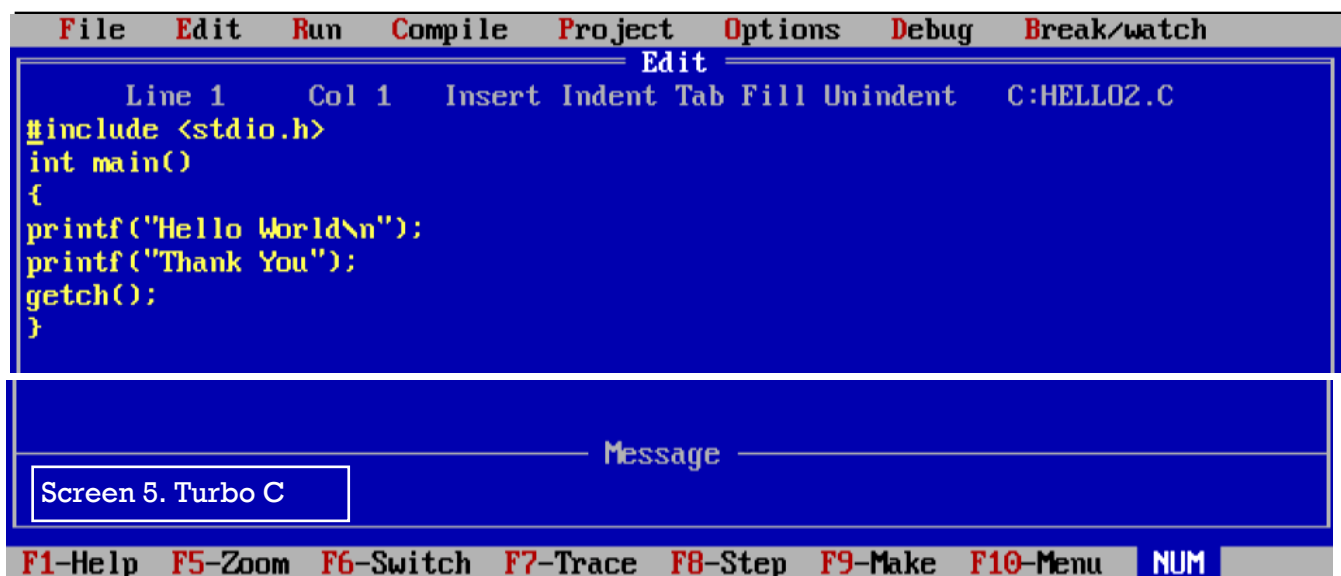 File Edit Run Compile Project Options Debug Break/watch
Edit
Line 1 Col 1 Insert Indent Tab Fill Unindent C:HELLO2.C
#include <stdio.h>
int main()
{
printf("Hello World\n");
printf("Thank You");
getch();
}
Message
Screen 5. Turbo C
F1-Help F5-Zoom F6-Switch F7-Trace F8-Step F9-Make F10-Menu NUM